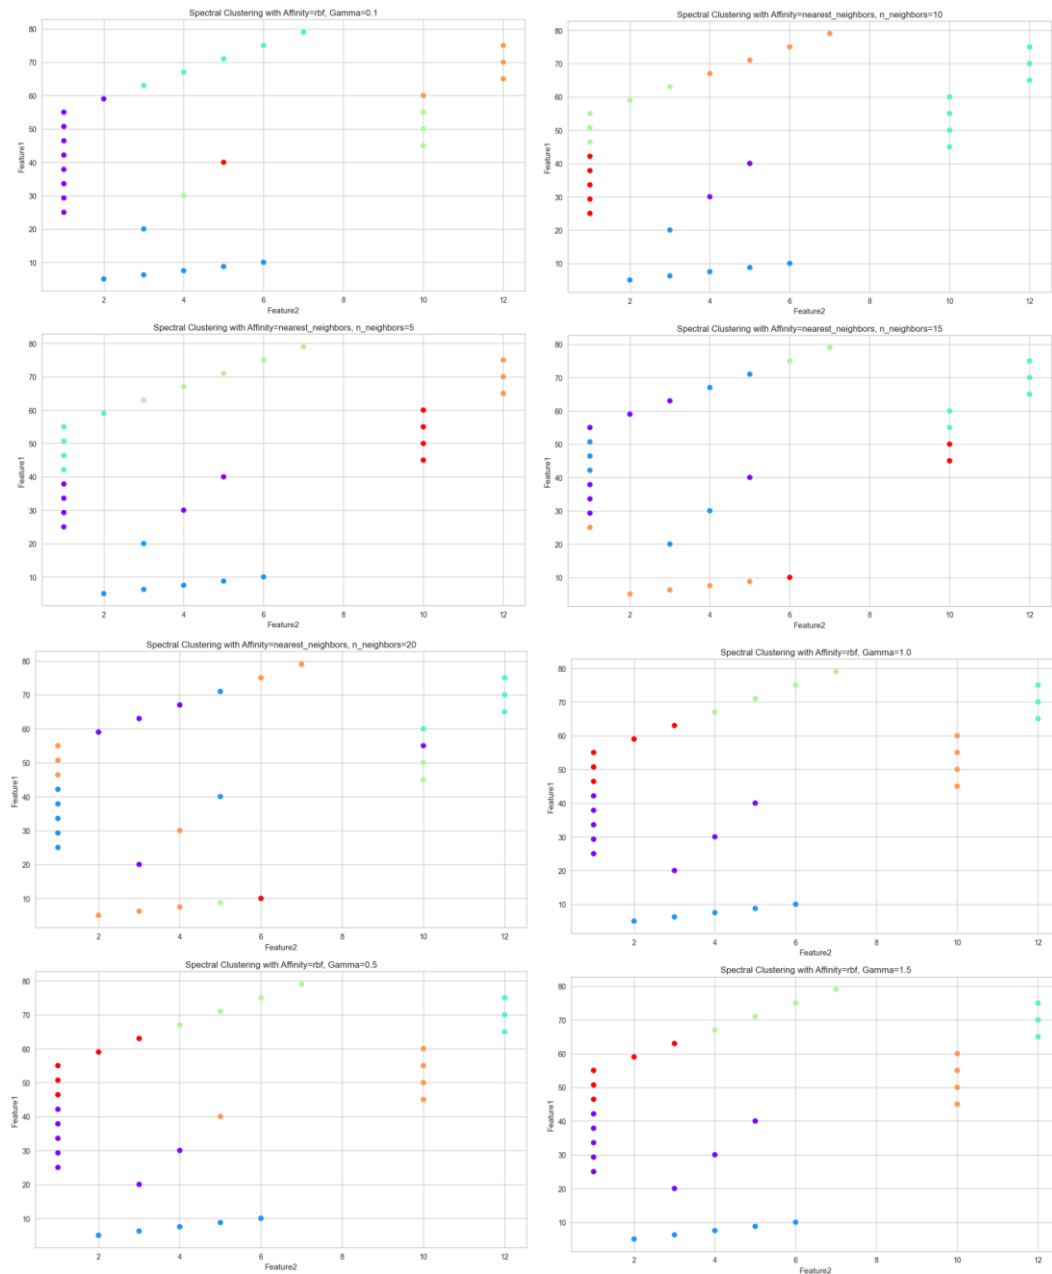 Spectral Clustering with Affinity=rbf, Gamma=0.1
80
70
60
50
40
30
20
10
Feature1
2 4 6 8 10 12
Feature2
Spectral Clustering with Affinity=nearest_neighbors, n_neighbors=10
80
70
60
50
40
30
20
10
Feature1
2 4 6 8 10 12
Feature2
Spectral Clustering with Affinity=nearest_neighbors, n_neighbors=5
80
70
60
50
40
30
20
10
Feature1
2 4 6 8 10 12
Feature2
Spectral Clustering with Affinity=nearest_neighbors, n_neighbors=15
80
70
60
50
40
30
20
10
Feature1
2 4 6 8 10 12
Feature2
Spectral Clustering with Affinity=nearest_neighbors, n_neighbors=20
80
70
60
50
40
30
20
10
Feature1
2 4 6 8 10 12
Feature2
Spectral Clustering with Affinity=rbf, Gamma=1.0
80
70
60
50
40
30
20
10
Feature1
2 4 6 8 10 12
Feature2
Spectral Clustering with Affinity=rbf, Gamma=0.5
80
70
60
50
40
30
20
10
Feature1
2 4 6 8 10 12
Feature2
Spectral Clustering with Affinity=rbf, Gamma=1.5
80
70
60
50
40
30
20
10
Feature1
2 4 6 8 10 12
Feature2